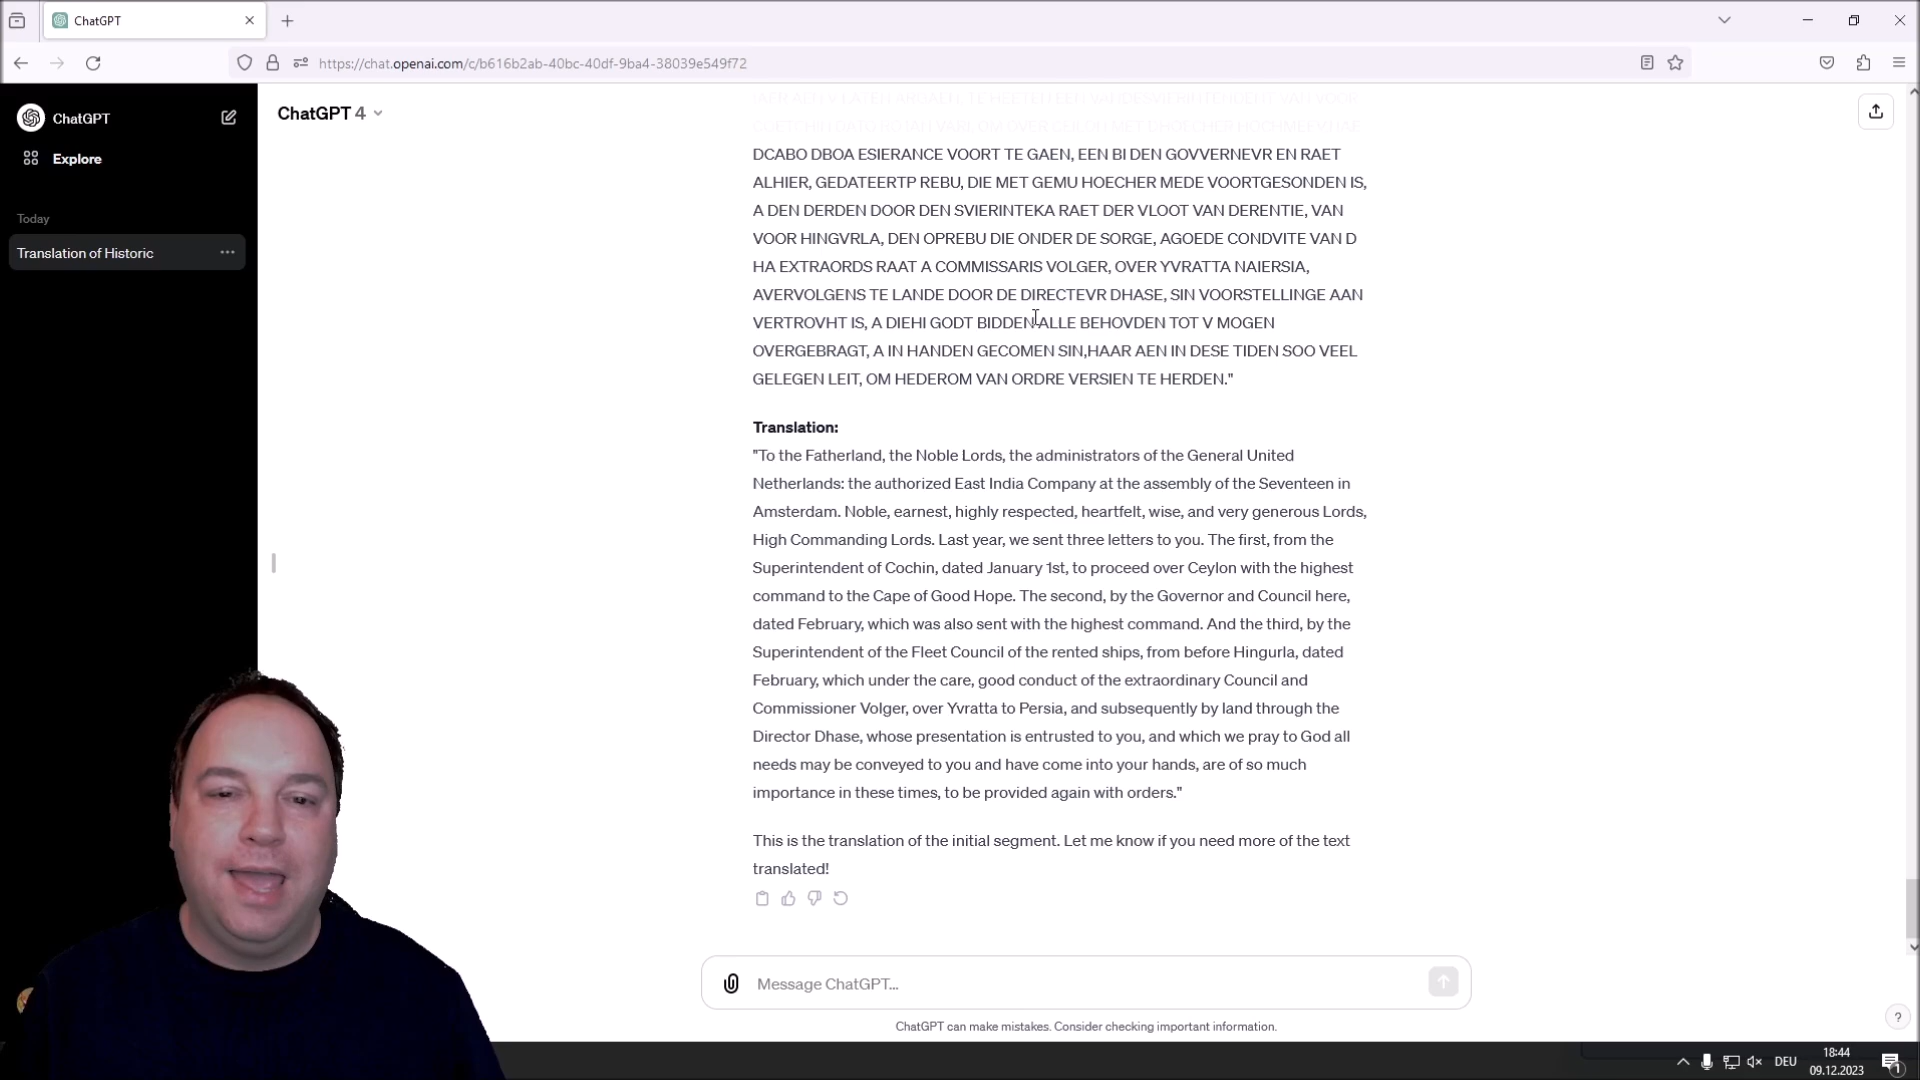 ChatGPT
https://chat.openai.com/c/b616b2ab-40bc-40df-9ba4-38039e549f72
ChatGPT
Explore
Today
Translation of Historic
ChatGPT 4
DCABO DBOA ESIERANCE VOORT TE GAEN, EEN BI DEN GOVVERNEVR EN RAET
ALHIER, GEDATEERTP REBU, DIE MET GEMU HOECHER MEDE VOORTGESONDEN IS,
A DEN DERDEN DOOR DEN SVIERINTEKA RAET DER VLOOT VAN DERENTIE, VAN
VOOR HINGVRLA, DEN OPREBU DIE ONDER DE SORGE, AGOEDE CONDVITE VAN D
HA EXTRAORDS RAAT A COMMISSARIS VOLGER, OVER YVRATTA NAIERSIA,
AVERVOLGENS TE LANDE DOOR DE DIRECTEVR DHASE, SIN VOORSTELLINGE AAN
VERTROVHT IS, A DIEHI GODT BIDDEN ALLE BEHOVDEN TOT V MOGEN
OVERGEBRAGT, A IN HANDEN GECOMEN SIN,HAAR AEN IN DESE TIDEN SOO VEEL
GELEGEN LEIT, OM HEDEROM VAN ORDRE VERSIEN TE HERDEN."
Translation:
"To the Fatherland, the Noble Lords, the administrators of the General United
Netherlands: the authorized East India Company at the assembly of the Seventeen in
Amsterdam. Noble, earnest, highly respected, heartfelt, wise, and very generous Lords,
High Commanding Lords. Last year, we sent three letters to you. The first, from the
Superintendent of Cochin, dated January 1st, to proceed over Ceylon with the highest
command to the Cape of Good Hope. The second, by the Governor and Council here,
dated February, which was also sent with the highest command. And the third, by the
Superintendent of the Fleet Council of the rented ships, from before Hingurla, dated
February, which under the care, good conduct of the extraordinary Council and
Commissioner Volger, over Yvratta to Persia, and subsequently by land through the
Director Dhase, whose presentation is entrusted to you, and which we pray to God all
needs may be conveyed to you and have come into your hands, are of so much
importance in these times, to be provided again with orders."
This is the translation of the initial segment. Let me know if you need more of the text
translated!
Message ChatGPT...
ChatGPT can make mistakes. Consider checking important information.
?
DEU
18:44
09.12.2023
1